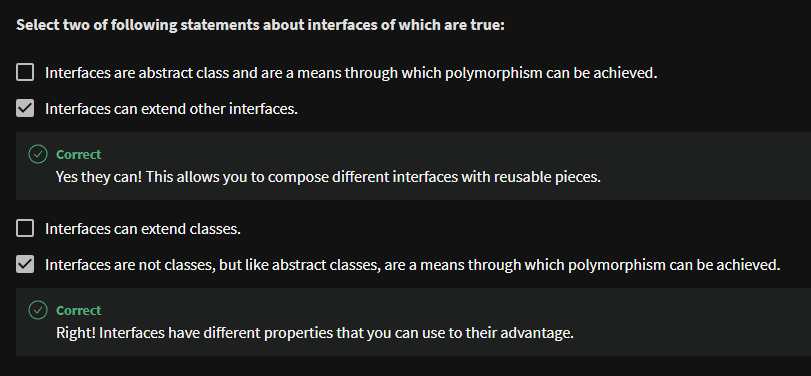 Select two of following statements about interfaces of which are true:
Interfaces are abstract class and are a means through which polymorphism can be achieved.
Interfaces can extend other interfaces.
Correct
Yes they can! This allows you to compose different interfaces with reusable pieces.
Interfaces can extend classes.
Interfaces are not classes, but like abstract classes, are a means through which polymorphism can be achieved.
Correct
Right! Interfaces have different properties that you can use to their advantage.